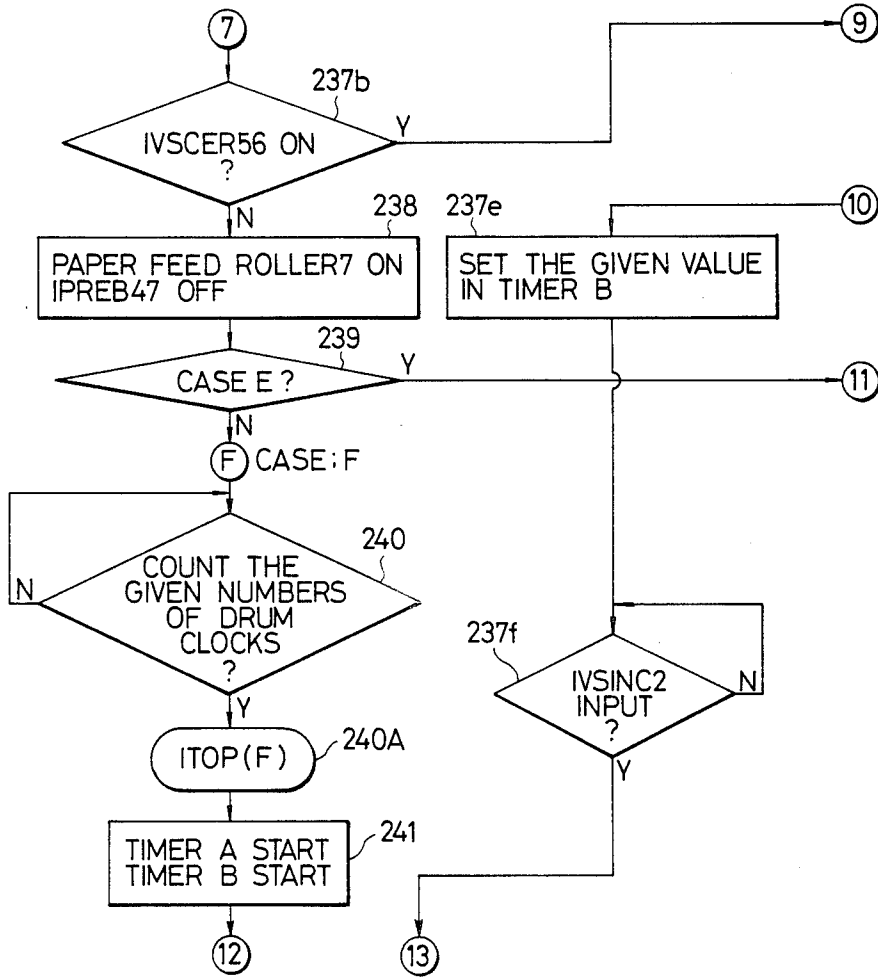 7
9
237b
IVSCER56 ON
?
Y
N
10
238
237e
PAPER FEED ROLLER7 ON
IPREB47 OFF
SET THE GIVEN VALUE
IN TIMER B
239
CASE E ?
Y
11
N
F CASE;F
240
COUNT THE
GIVEN NUMBERS
OF DRUM
CLOCKS
?
N
Y
237f
IVSINC2
INPUT
?
N
Y
ITOP(F)
240A
TIMER A START
TIMER B START
241
12
13